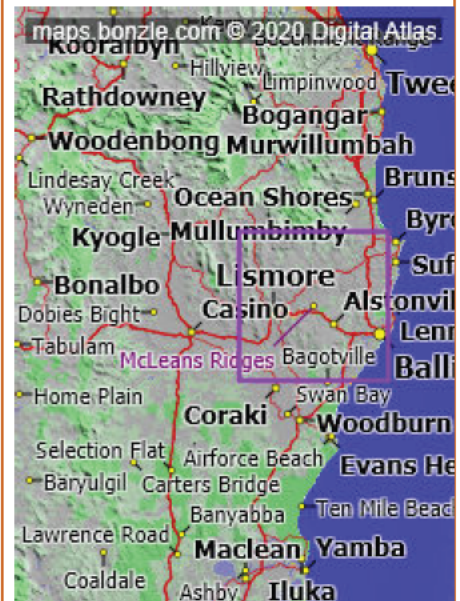 maps.bonzle.com © 2020 Digital Atlas.
Kooralbyn
Hillview
Limpinwood
Twee
Rathdowney
Bogangar
Woodenbong
Murwillumbah
Lindesay Creek
Bruns
Wyneden
Ocean Shores
Byro
Kyogle
Mullumbimby
Suf
Lismore
Bonalbo
Alstonvil
Dobies Bight
Casino
Lenn
Tabulam
McLeans Ridges
Bagotville
Balli
Home Plain
Swan Bay
Coraki
Woodburn
Selection Flat
Airforce Beach
Evans He
Baryulgil
Carters Bridge
Ten Mile Beac
Banyabba
Lawrence Road
Maclean
Yamba
Coaldale
Ashby
Iluka